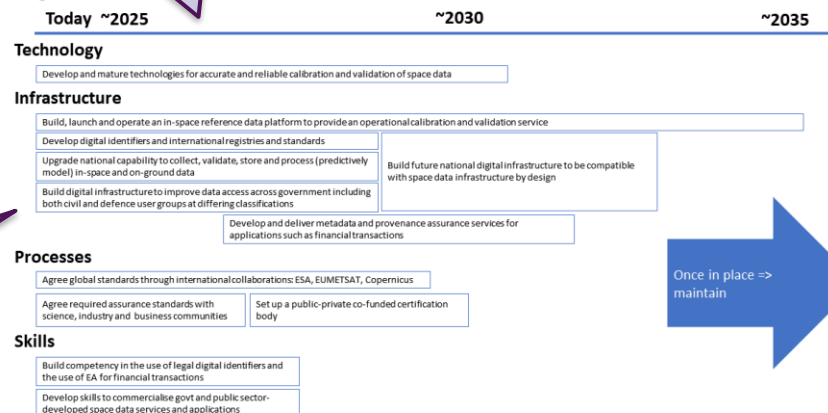 Today ~2025 ~2030 ~2035
Technology
Develop and mature technologies for accurate and reliable calibration and validation of space data
Infrastructure
Build, launch and operate an in-space reference data platform to provide an operational calibration and validation service
Develop digital identifiers and international registries and standards
Upgrade national capability to collect, validate, store and process (predictively
model) in-space and on-ground data
Build digital infrastructure to improve data access across government including
both civil and defence user groups at differing classifications
Build future national digital infrastructure to be compatible
with space data infrastructure by design
Develop and deliver metadata and provenance assurance services for
applications such as financial transactions
Processes
Agree global standards through international collaborations: ESA, EUMETSAT, Copernicus
Agree required assurance standards with
science, industry and business communities
Set up a public-private co-funded certification
body
Once in place =>
maintain
Skills
Build competency in the use of legal digital identifiers and
the use of EA for financial transactions
Develop skills to commercialise govt and public sector-
developed space data services and applications